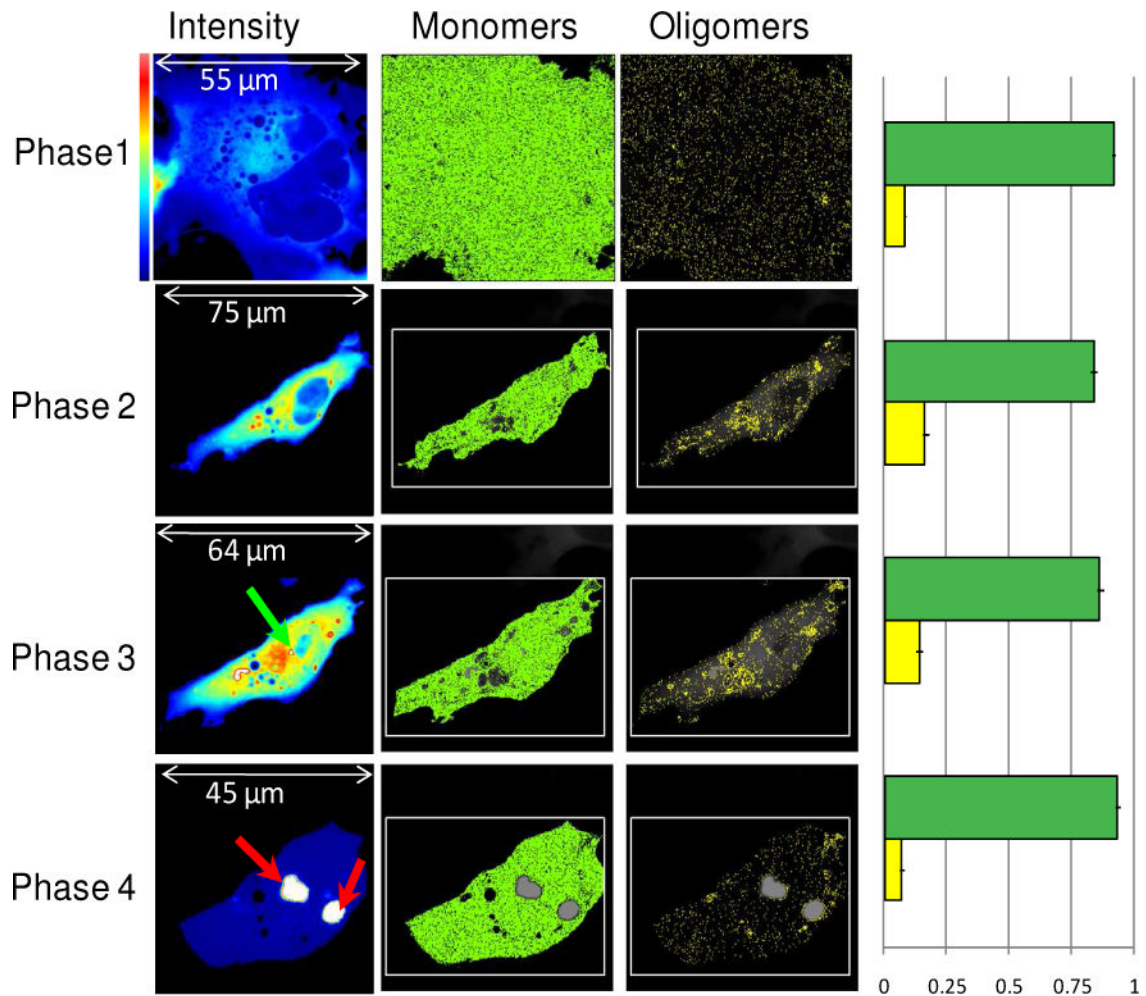 Intensity Monomers Oligomers
55 µm
Phase1
75 µm
Phase 2
64 µm
Phase 3
45 µm
Phase 4
0 0.25 0.5 0.75 1